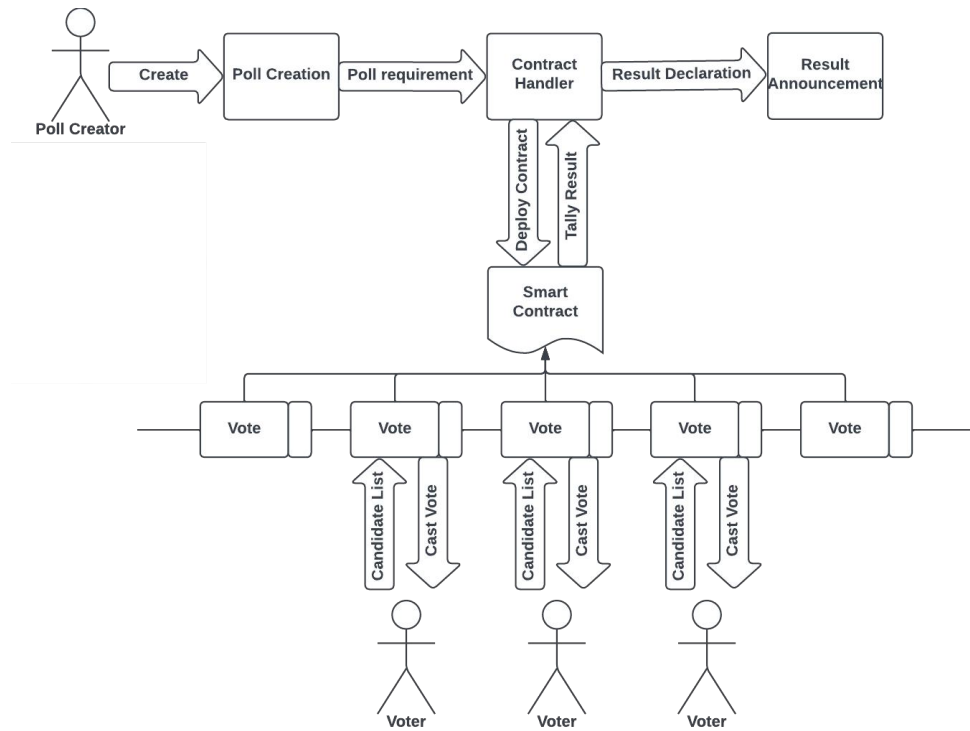 Create
Poll Creation
Poll requirement
Contract
Handler
Result Declaration
Result
Announcement
Poll Creator
Deploy Contract
Tally Result
Smart
Contract
Vote
Vote
Vote
Vote
Vote
Candidate List
Cast Vote
Candidate List
Cast Vote
Candidate List
Cast Vote
Voter
Voter
Voter